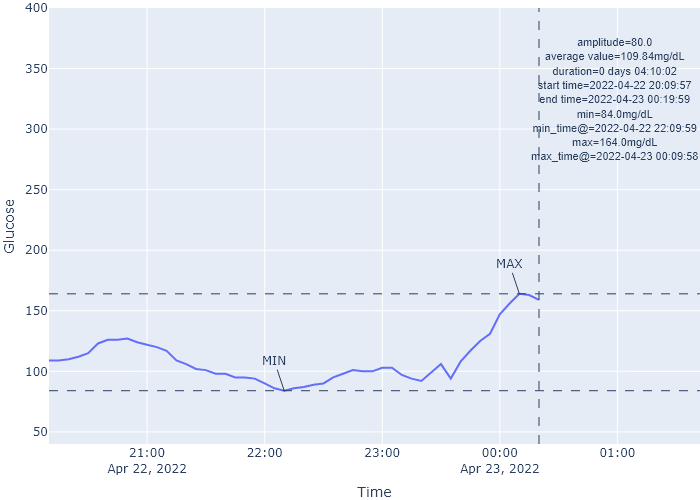 400
350
300
250
200
150
100
50
Glucose
amplitude=80.0
average value=109.84mg/dL
duration=0 days 04:10:02
start time=2022-04-22 20:09:57
end time=2022-04-23 00:19:59
min=84.0mg/dL
min_time@=2022-04-22 22:09:59
max=164.0mg/dL
max_time@=2022-04-23 00:09:58
MAX
MIN
21:00 22:00 23:00 00:00 01:00
Apr 22, 2022 Apr 23, 2022
Time